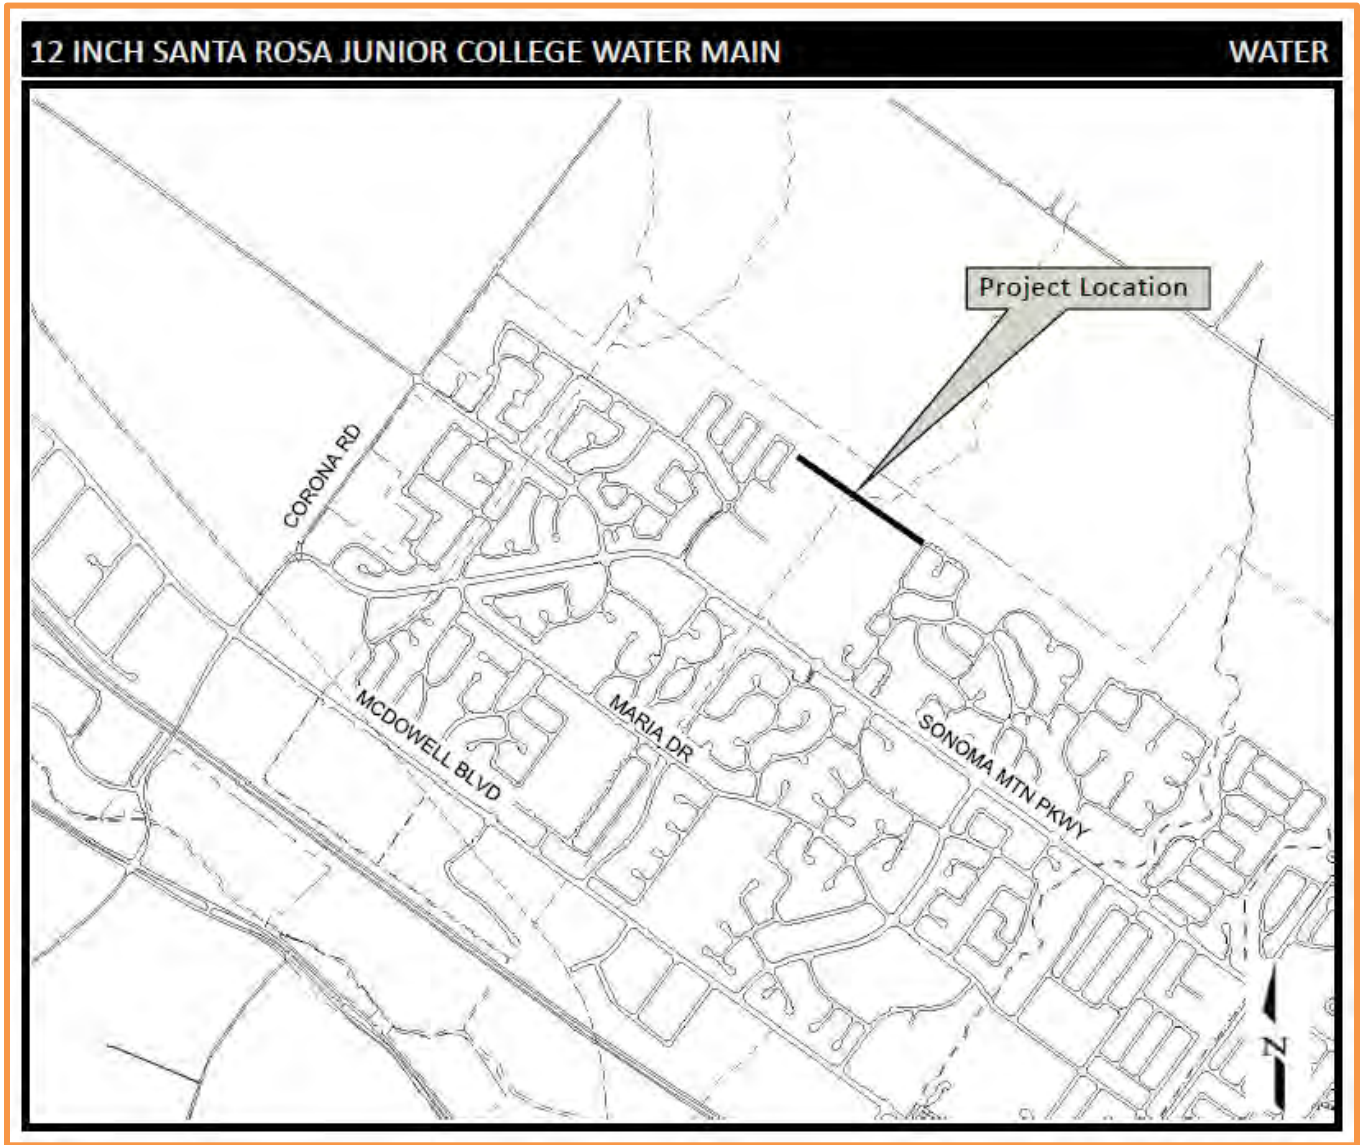 12 INCH SANTA ROSA JUNIOR COLLEGE WATER MAIN WATER
Project Location
CORONA RD
MCDOWELL BLVD
MARIA DR
SONOMA MTN PKWY
N